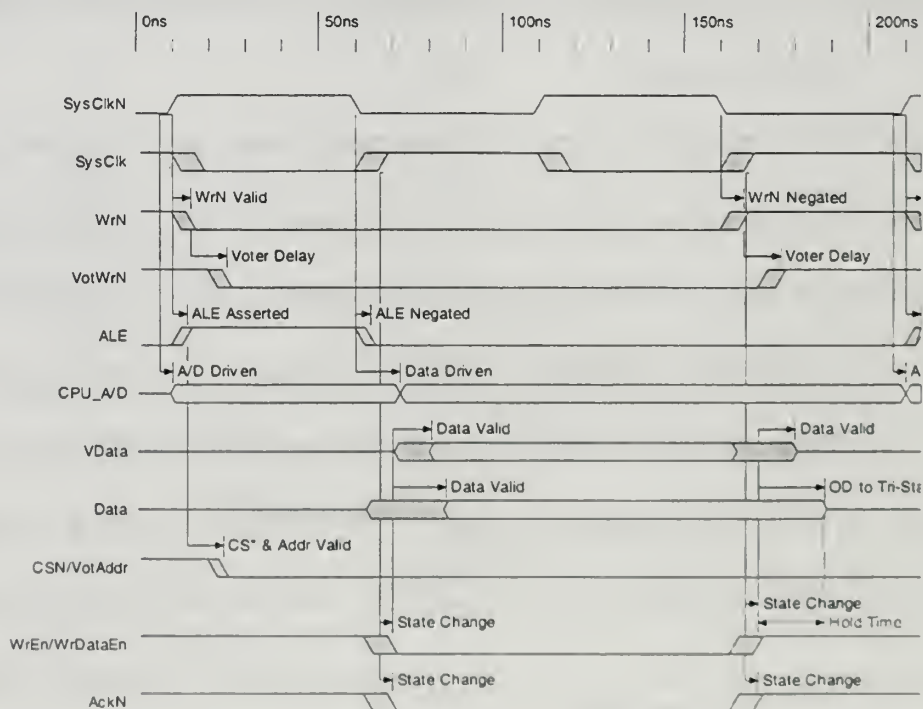 0ns 50ns 100ns 150ns 200ns
SysClkN
SysClk
WrN Valid WrN Negated
WrN
Voter Delay Voter Delay
VotWrN
ALE Asserted ALE Negated
ALE
A/D Driven Data Driven A
CPU_A/D
Data Valid Data Valid
VData
Data Valid OD to Tri-Sta
Data
CS* & Addr Valid
CSN/VotAddr
State Change
State Change Hold Time
WrEn/WrDataEn
State Change State Change
AckN